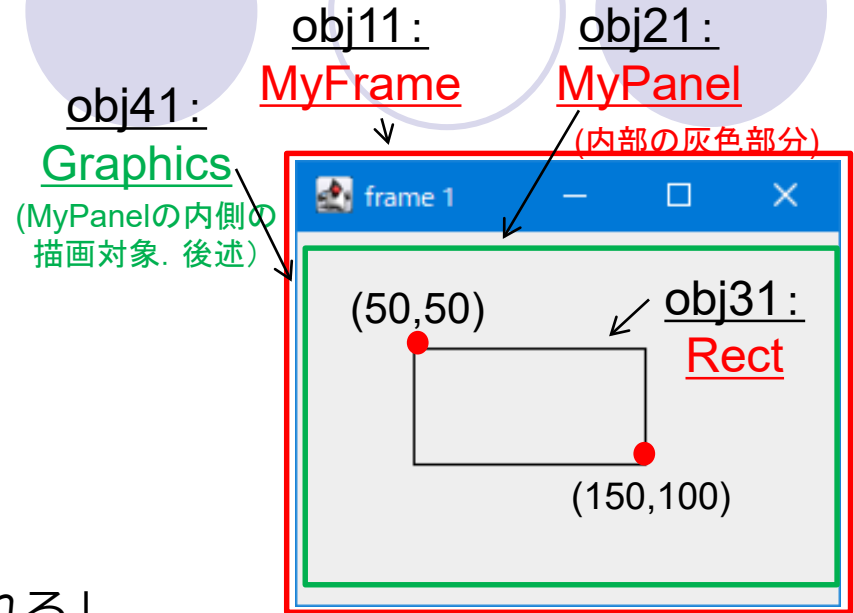 obj11：
MyFrame
obj21：
MyPanel
(内部の灰色部分)
obj41：
Graphics
(MyPanelの内側の
描画対象．後述）
frame 1
(50,50)
obj31：
Rect
(150,100)
れる」